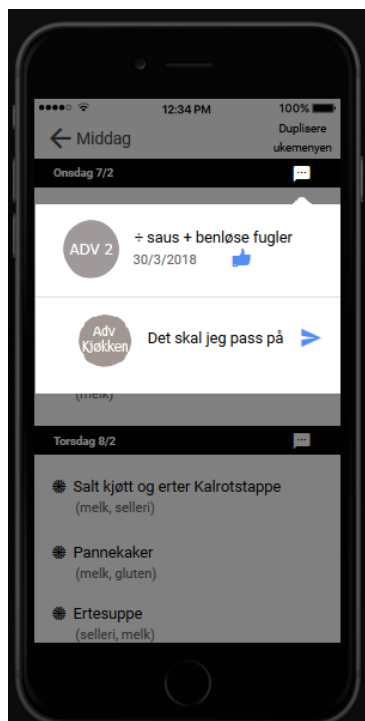 12:34 PM
100%
Middag
Duplisere
ukemenyen
Onsdag 7/2
ADV 2
÷ saus + benløse fugler
30/3/2018
Adv
Kjøkken
Det skal jeg pass på
(melk)
Torsdag 8/2
Salt kjøtt og erter Kalrotstappe
(melk, selleri)
Pannekaker
(melk, gluten)
Ertesuppe
(selleri, melk)